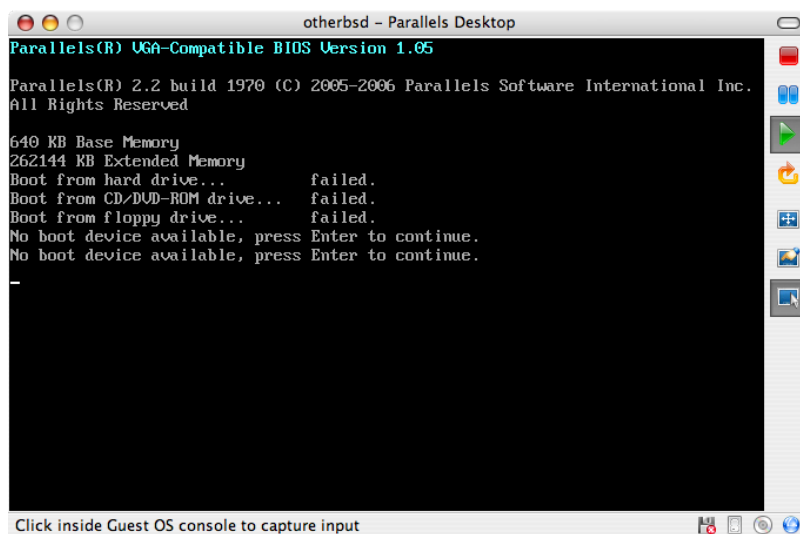 otherbsd – Parallels Desktop
Parallels(R) VGA-Compatible BIOS Version 1.05
Parallels(R) 2.2 build 1970 (C) 2005-2006 Parallels Software International Inc.
All Rights Reserved
640 KB Base Memory
262144 KB Extended Memory
Boot from hard drive... failed.
Boot from CD/DVD-ROM drive... failed.
Boot from floppy drive... failed.
No boot device available, press Enter to continue.
No boot device available, press Enter to continue.
Click inside Guest OS console to capture input